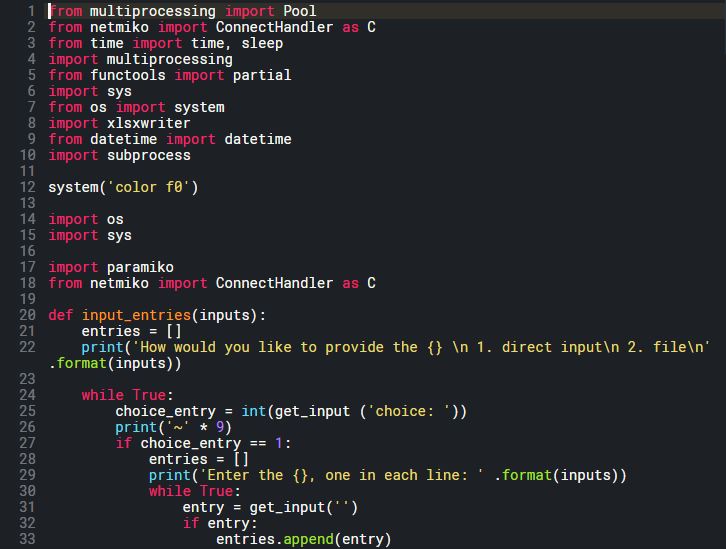 1 from multiprocessing import Pool
2 from netmiko import ConnectHandler as C
3 from time import time, sleep
4 import multiprocessing
5 from functools import partial
6 import sys
7 from os import system
8 import xlsxwriter
9 from datetime import datetime
10 import subprocess
11
12 system('color f0')
13
14 import os
15 import sys
16
17 import paramiko
18 from netmiko import ConnectHandler as C
19
20 def input_entries(inputs):
21     entries = []
22     print('How would you like to provide the {} \n 1. direct input\n 2. file\n'
.format(inputs))
23
24     while True:
25         choice_entry = int(get_input ('choice: '))
26         print('~' * 9)
27         if choice_entry == 1:
28             entries = []
29             print('Enter the {}, one in each line: ' .format(inputs))
30             while True:
31                 entry = get_input('')
32                 if entry:
33                     entries.append(entry)